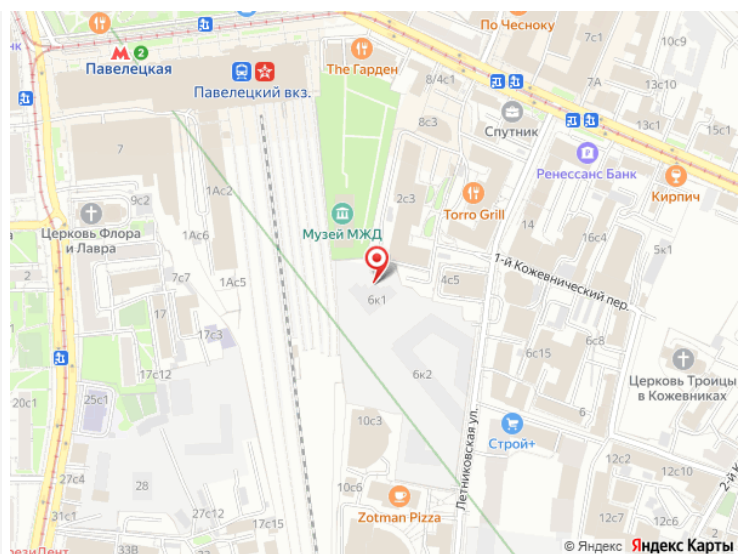 По Чесноку
7с1
10с9
2
Павелецкая
The Гарден
8/4с1
7А
13с10
Павелецкий вкз.
Спутник
13с1
15с1
8с3
7
Ренессанс Банк
1Ас2
9с2
2с3
Torro Grill
Кирпич
Церковь Флора
и Лавра
1Ас6
Музей МЖД
14
16с4
5к1
7с7
1Ас5
4с5
1-й Кожевнический пер.
6к1
17с3
6с15
6с8
17с12
6к2
Церковь Троицы
в Кожевниках
20с1
25с1
10с3
Строй+
Летниковская ул.
12с2
12с10
27с4
28
10с6
31с1
17с15
Zotman Pizza
12с7
12с6
33В
© Яндекс Яндекс Карты